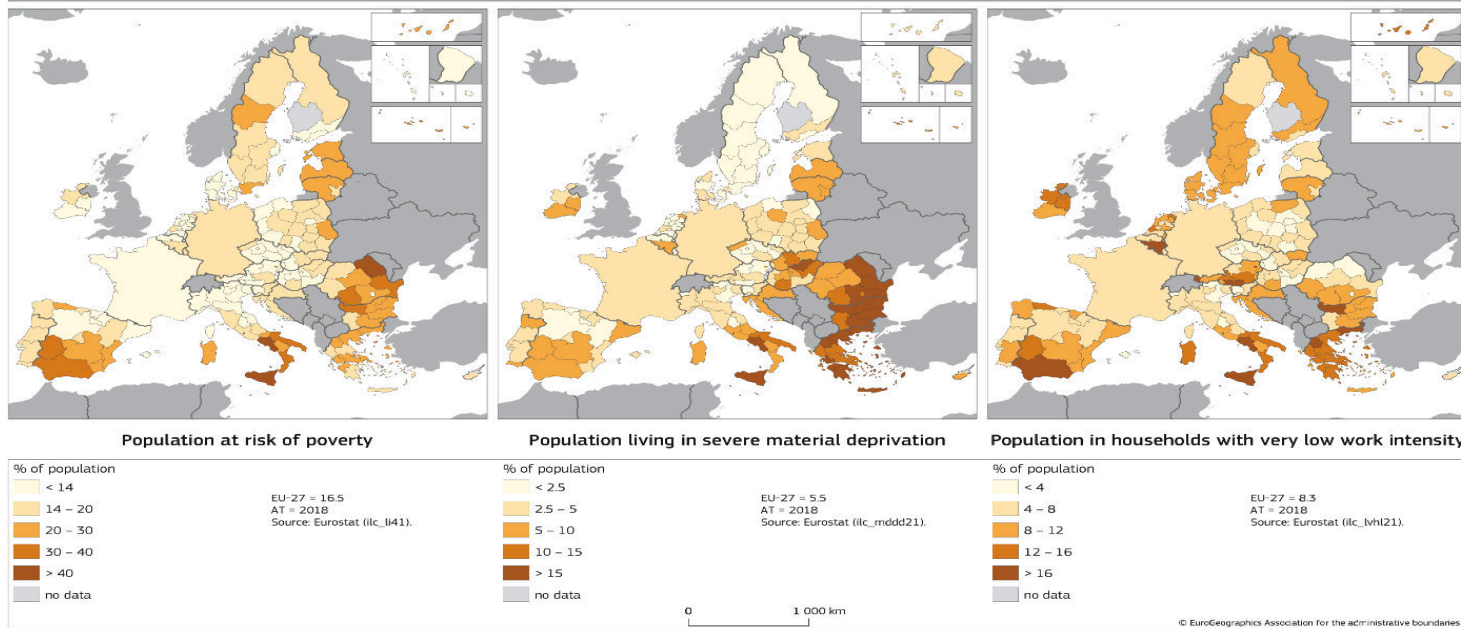 Population at risk of poverty
% of population
< 14
14 – 20
20 – 30
30 – 40
> 40
no data
EU-27 = 16.5
AT = 2018
Source: Eurostat (ilc_li41).
Population living in severe material deprivation
% of population
< 2.5
2.5 – 5
5 – 10
10 – 15
> 15
no data
EU-27 = 5.5
AT = 2018
Source: Eurostat (ilc_mddd21).
0 1 000 km
Population in households with very low work intensity
% of population
< 4
4 – 8
8 – 12
12 – 16
> 16
no data
EU-27 = 8.3
AT = 2018
Source: Eurostat (ilc_lvhl21).
© EuroGeographics Association for the administrative boundaries